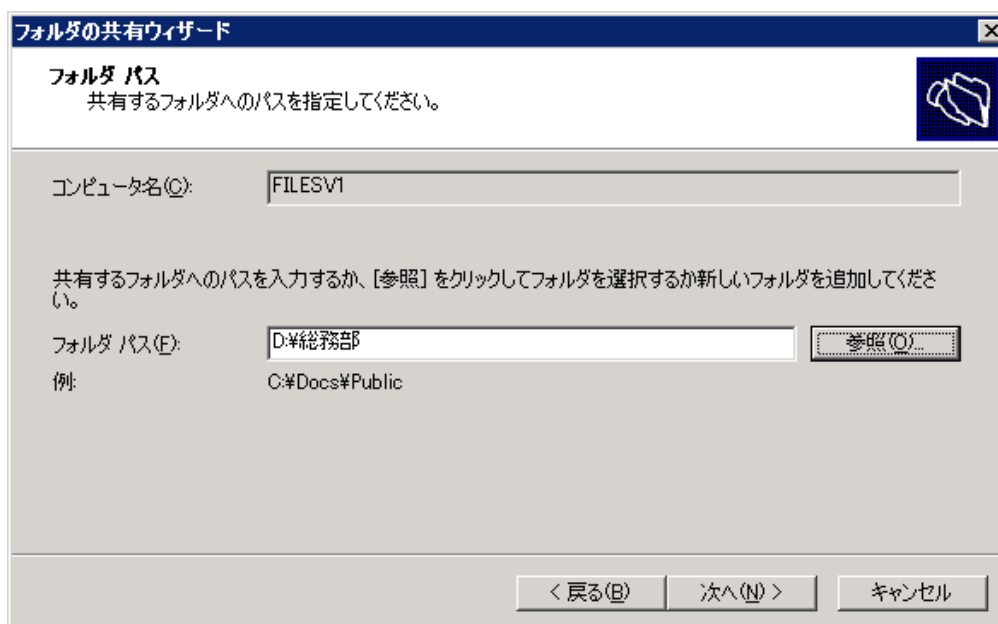 フォルダの共有ウィザード
フォルダ パス
共有するフォルダへのパスを指定してください。
コンピュータ名(C):
FILESV1
共有するフォルダへのパスを入力するか、[参照] をクリックしてフォルダを選択するか新しいフォルダを追加してくださ
い。
フォルダ パス(F):
D:¥総務部
参照(O)...
例:
C:¥Docs¥Public
< 戻る(B)
次へ(N) >
キャンセル